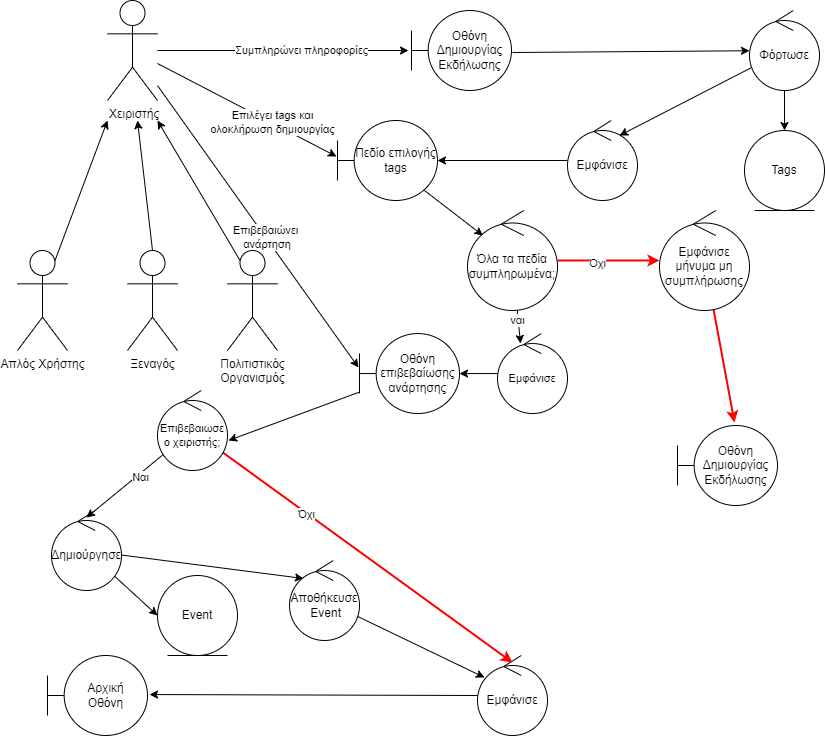 Συμπληρώνει πληροφορίες
Οθόνη
Δημιουργίας
Εκδήλωσης
Φόρτωσε
Χειριστής
Επιλέγει tags και
ολοκλήρωση δημιουργίας
Πεδίο επιλογής
tags
Εμφάνισε
Tags
Επιβεβαιώνει
ανάρτηση
Όλα τα πεδία
συμπληρωμένα;
Όχι
Εμφάνισε
μήνυμα μη
συμπλήρωσης
ναι
Απλός Χρήστης
Ξεναγός
Πολιτιστικός
Οργανισμός
Οθόνη
επιβεβαίωσης
ανάρτησης
Εμφάνισε
Επιβεβαιωσε
ο χειριστής;
Οθόνη
Δημιουργίας
Εκδήλωσης
Ναι
Όχι
Δημιούργησε
Event
Αποθήκευσε
Event
Αρχική
Οθόνη
Εμφάνισε